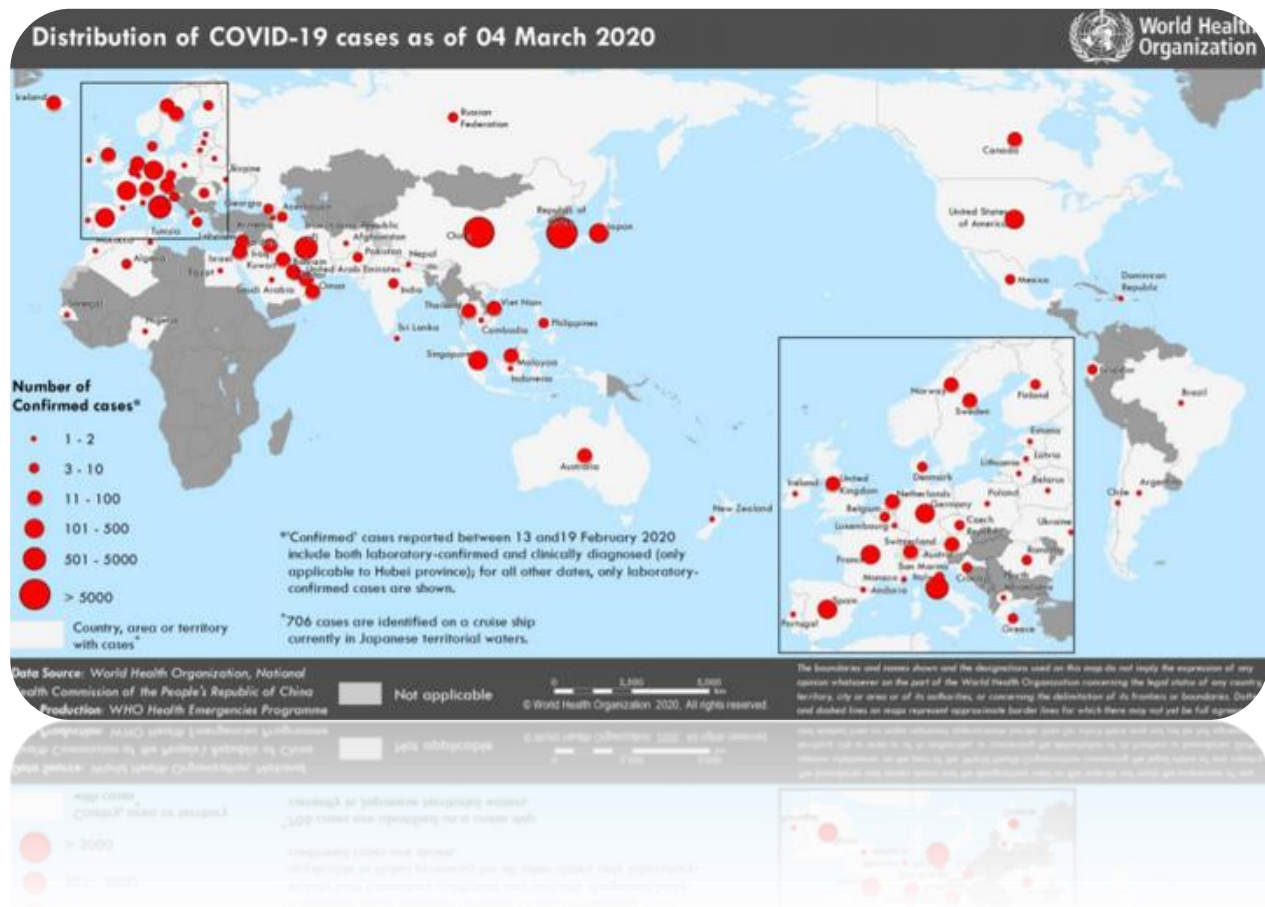 Distribution of COVID-19 cases as of 04 March 2020
World Health
Organization
Iceland
Russian
Federation
Ukraine
Georgia
Azerbaijan
Armenia
Tunisia
Morocco
Lebanon
Islamic Republic
Afghanistan
Algeria
Israel
Iraq
Kuwait
Bahrain
Pakistan
Nepal
Egypt
United Arab Emirates
Saudi Arabia
Oman
India
Senegal
Nigeria
Sri Lanka
China
Republic of
Japan
Thailand
Viet Nam
Cambodia
Philippines
Singapore
Malaysia
Indonesia
Australia
New Zealand
Canada
United States
of America
Mexico
Dominican
Republic
Ecuador
Brazil
Argentina
Chile
Norway
Sweden
Finland
Estonia
Latvia
Lithuania
Denmark
Belarus
Ireland
United
Kingdom
Netherlands
Poland
Belgium
Germany
Luxembourg
Czech
Ukraine
Switzerland
Austria
Romania
France
San Marino
Monaco
Italy
Croatia
North
Andorra
Portugal
Spain
Greece
Number of
Confirmed cases*
1 - 2
3 - 10
11 - 100
101 - 500
501 - 5000
> 5000
Country, area or territory
with cases*
*'Confirmed' cases reported between 13 and19 February 2020
include both laboratory-confirmed and clinically diagnosed (only
applicable to Hubei province); for all other dates, only laboratory-
confirmed cases are shown.
*706 cases are identified on a cruise ship
currently in Japanese territorial waters.
Data Source: World Health Organization, National
Health Commission of the People's Republic of China
Production: WHO Health Emergencies Programme
Not applicable
0 2,500 5,000
km
© World Health Organization 2020, All rights reserved.
The boundaries and names shown and the designations used on this map do not imply the expression of any
opinion whatsoever on the part of the World Health Organization concerning the legal status of any country,
territory, city or area or of its authorities, or concerning the delimitation of its frontiers or boundaries. Dotted
and dashed lines on maps represent approximate border lines for which there may not yet be full agreement